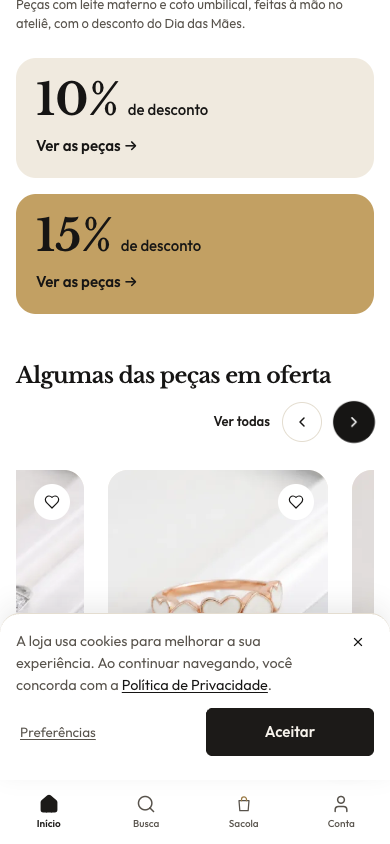 Peças com leite materno e coto umbilical, feitas à mão no
ateliê, com o desconto do Dia das Mães.
10% de desconto
Ver as peças →
15% de desconto
Ver as peças →
Algumas das peças em oferta
Ver todas
A loja usa cookies para melhorar a sua
experiência. Ao continuar navegando, você
concorda com a Política de Privacidade.
Preferências
Aceitar
Início
Busca
Sacola
Conta